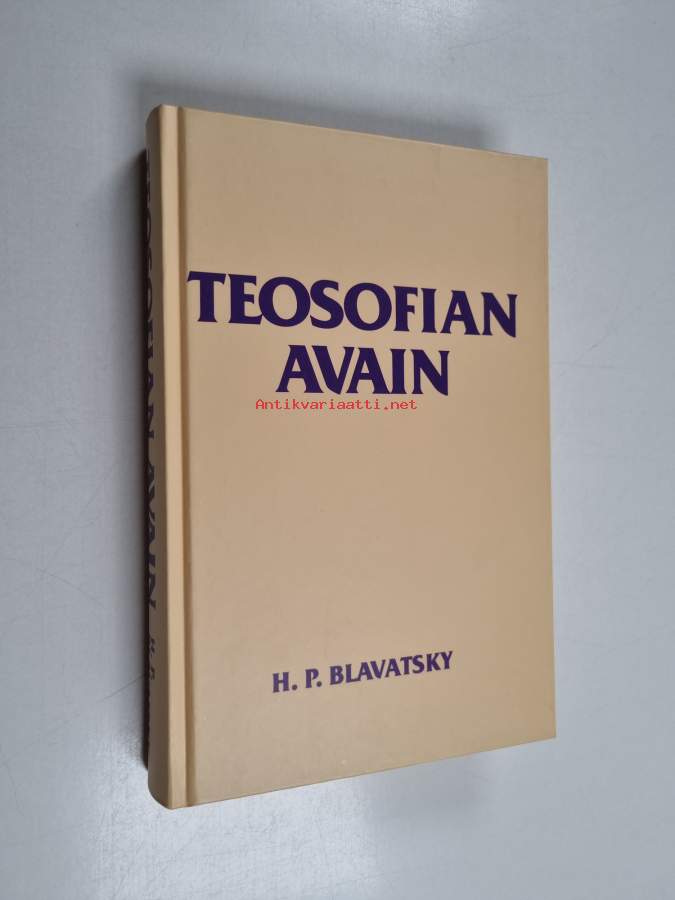 TEOSOFIAN
AVAIN
Antikvariaatti.net
H. P. BLAVATSKY
TEOSOFIAN AVAIN H. P.